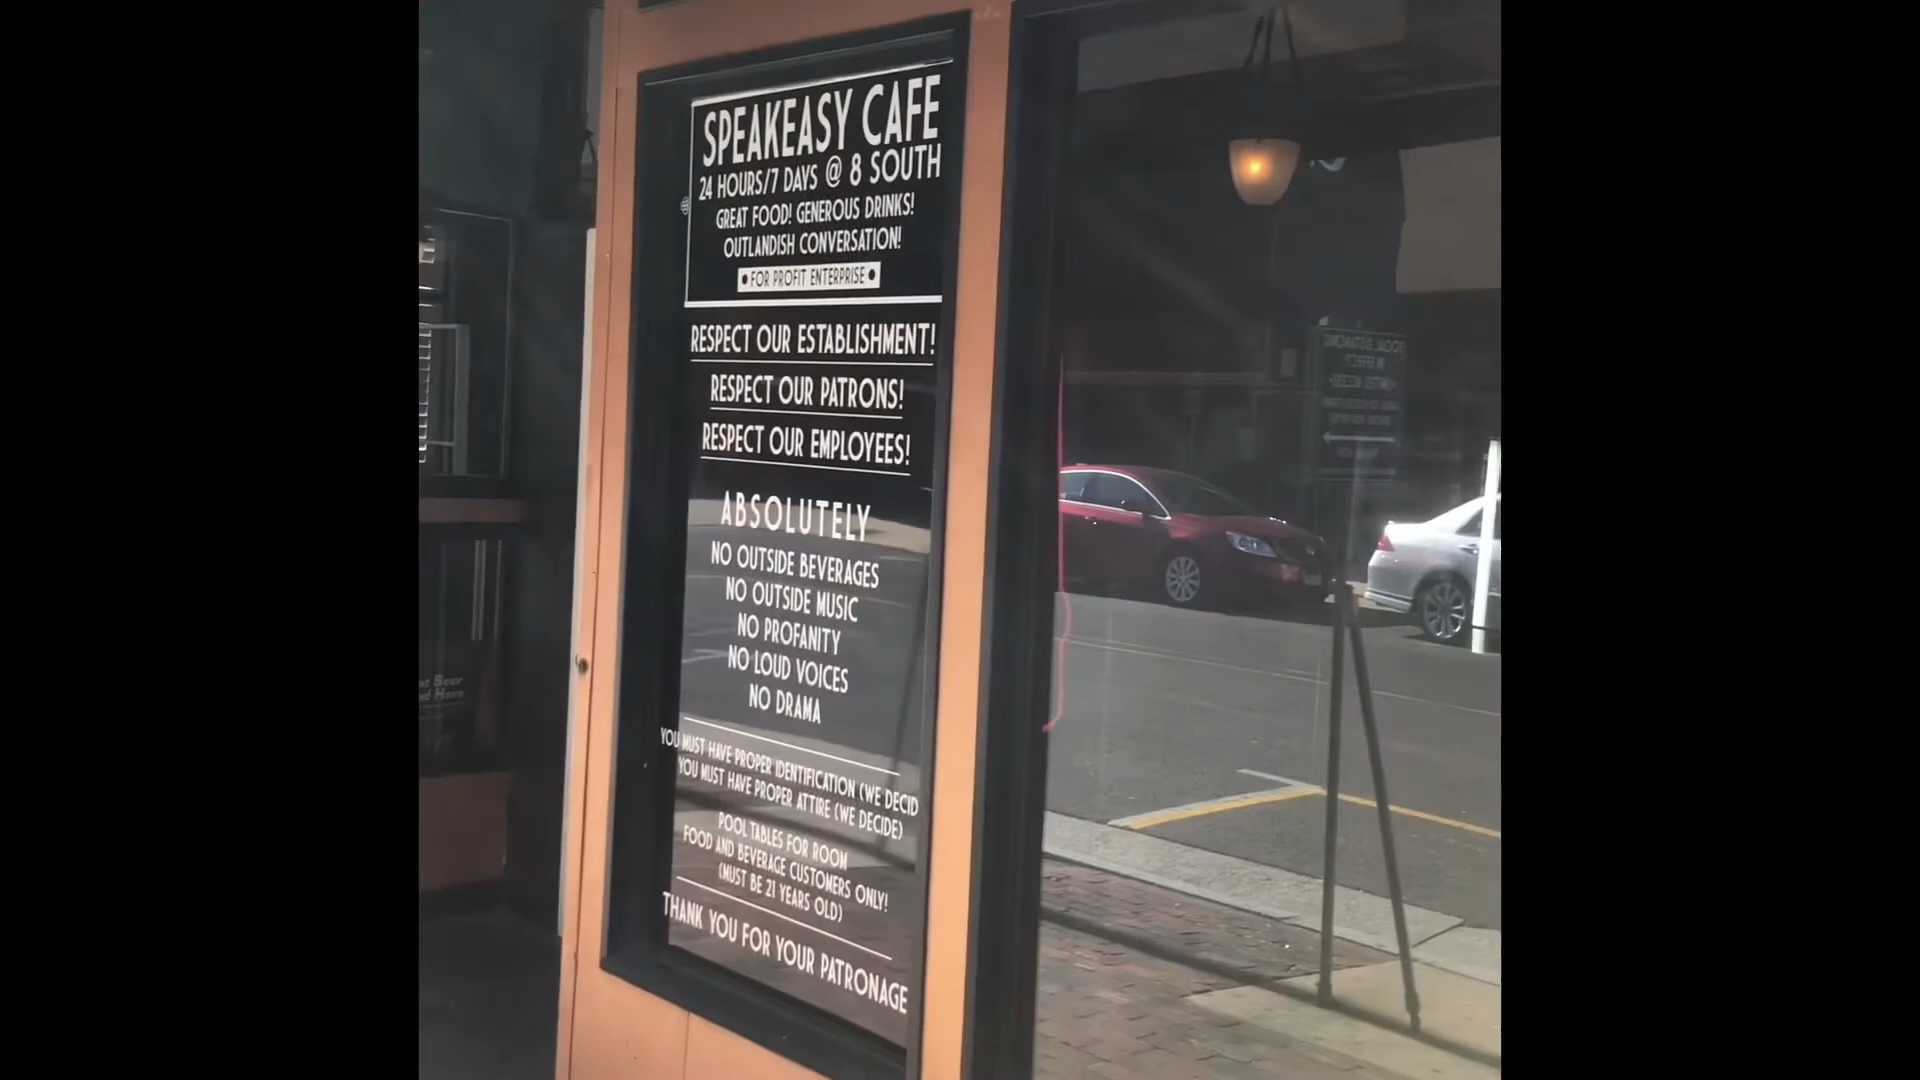 SPEAKEASY CAFE
24 HOURS/7 DAYS @ 8 SOUTH
GREAT FOOD! GENEROUS DRINKS!
OUTLANDISH CONVERSATION!
• FOR PROFIT ENTERPRISE •
RESPECT OUR ESTABLISHMENT!
RESPECT OUR PATRONS!
RESPECT OUR EMPLOYEES!
ABSOLUTELY
NO OUTSIDE BEVERAGES
NO OUTSIDE MUSIC
NO PROFANITY
NO LOUD VOICES
NO DRAMA
YOU MUST HAVE PROPER IDENTIFICATION (WE DECID
YOU MUST HAVE PROPER ATTIRE (WE DECIDE)
POOL TABLES FOR ROOM
FOOD AND BEVERAGE CUSTOMERS ONLY!
(MUST BE 21 YEARS OLD)
THANK YOU FOR YOUR PATRONAGE